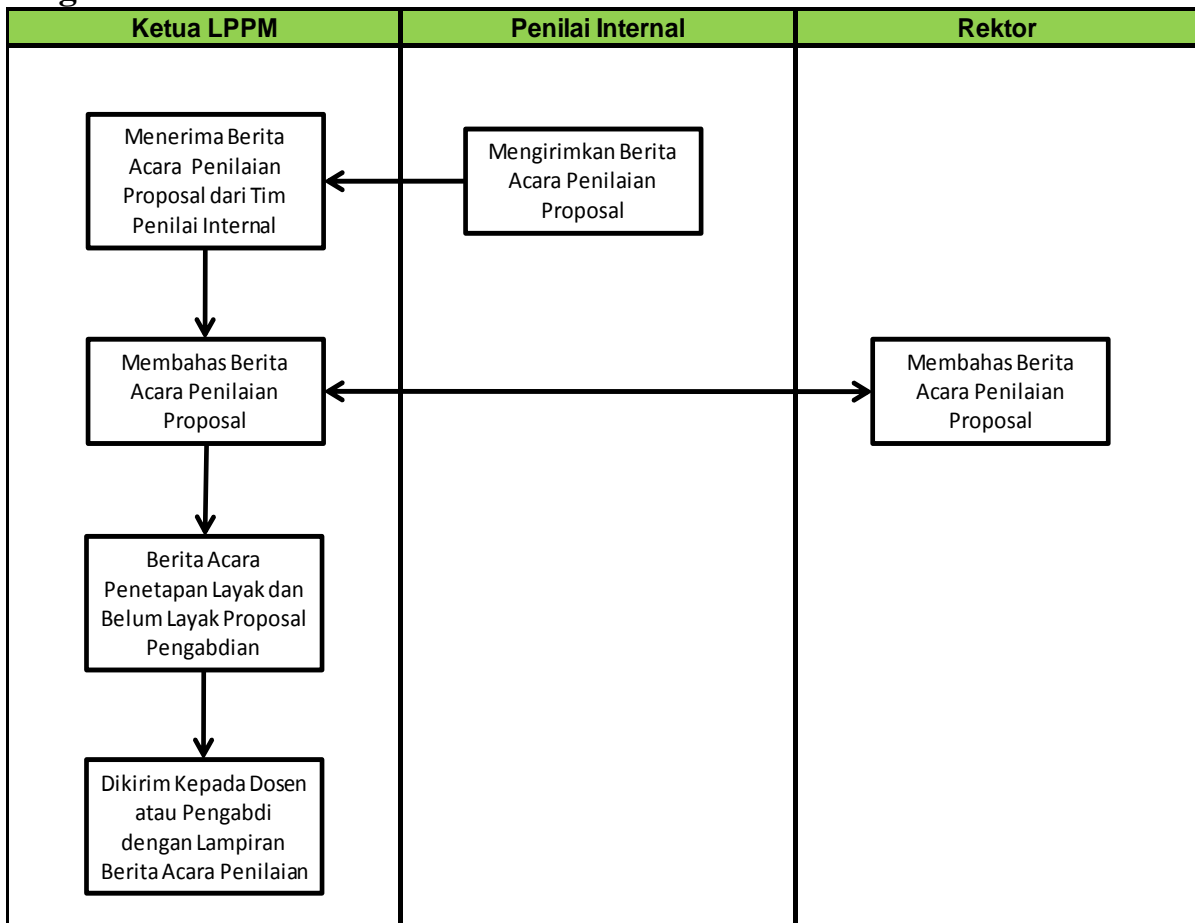 Ketua LPPM
Penilai Internal
Rektor
Menerima Berita
Acara Penilaian
Proposal dari Tim
Penilai Internal
Mengirimkan Berita
Acara Penilaian
Proposal
Membahas Berita
Acara Penilaian
Proposal
Membahas Berita
Acara Penilaian
Proposal
Berita Acara
Penetapan Layak dan
Belum Layak Proposal
Pengabdian
Dikirim Kepada Dosen
atau Pengabdi
dengan Lampiran
Berita Acara Penilaian